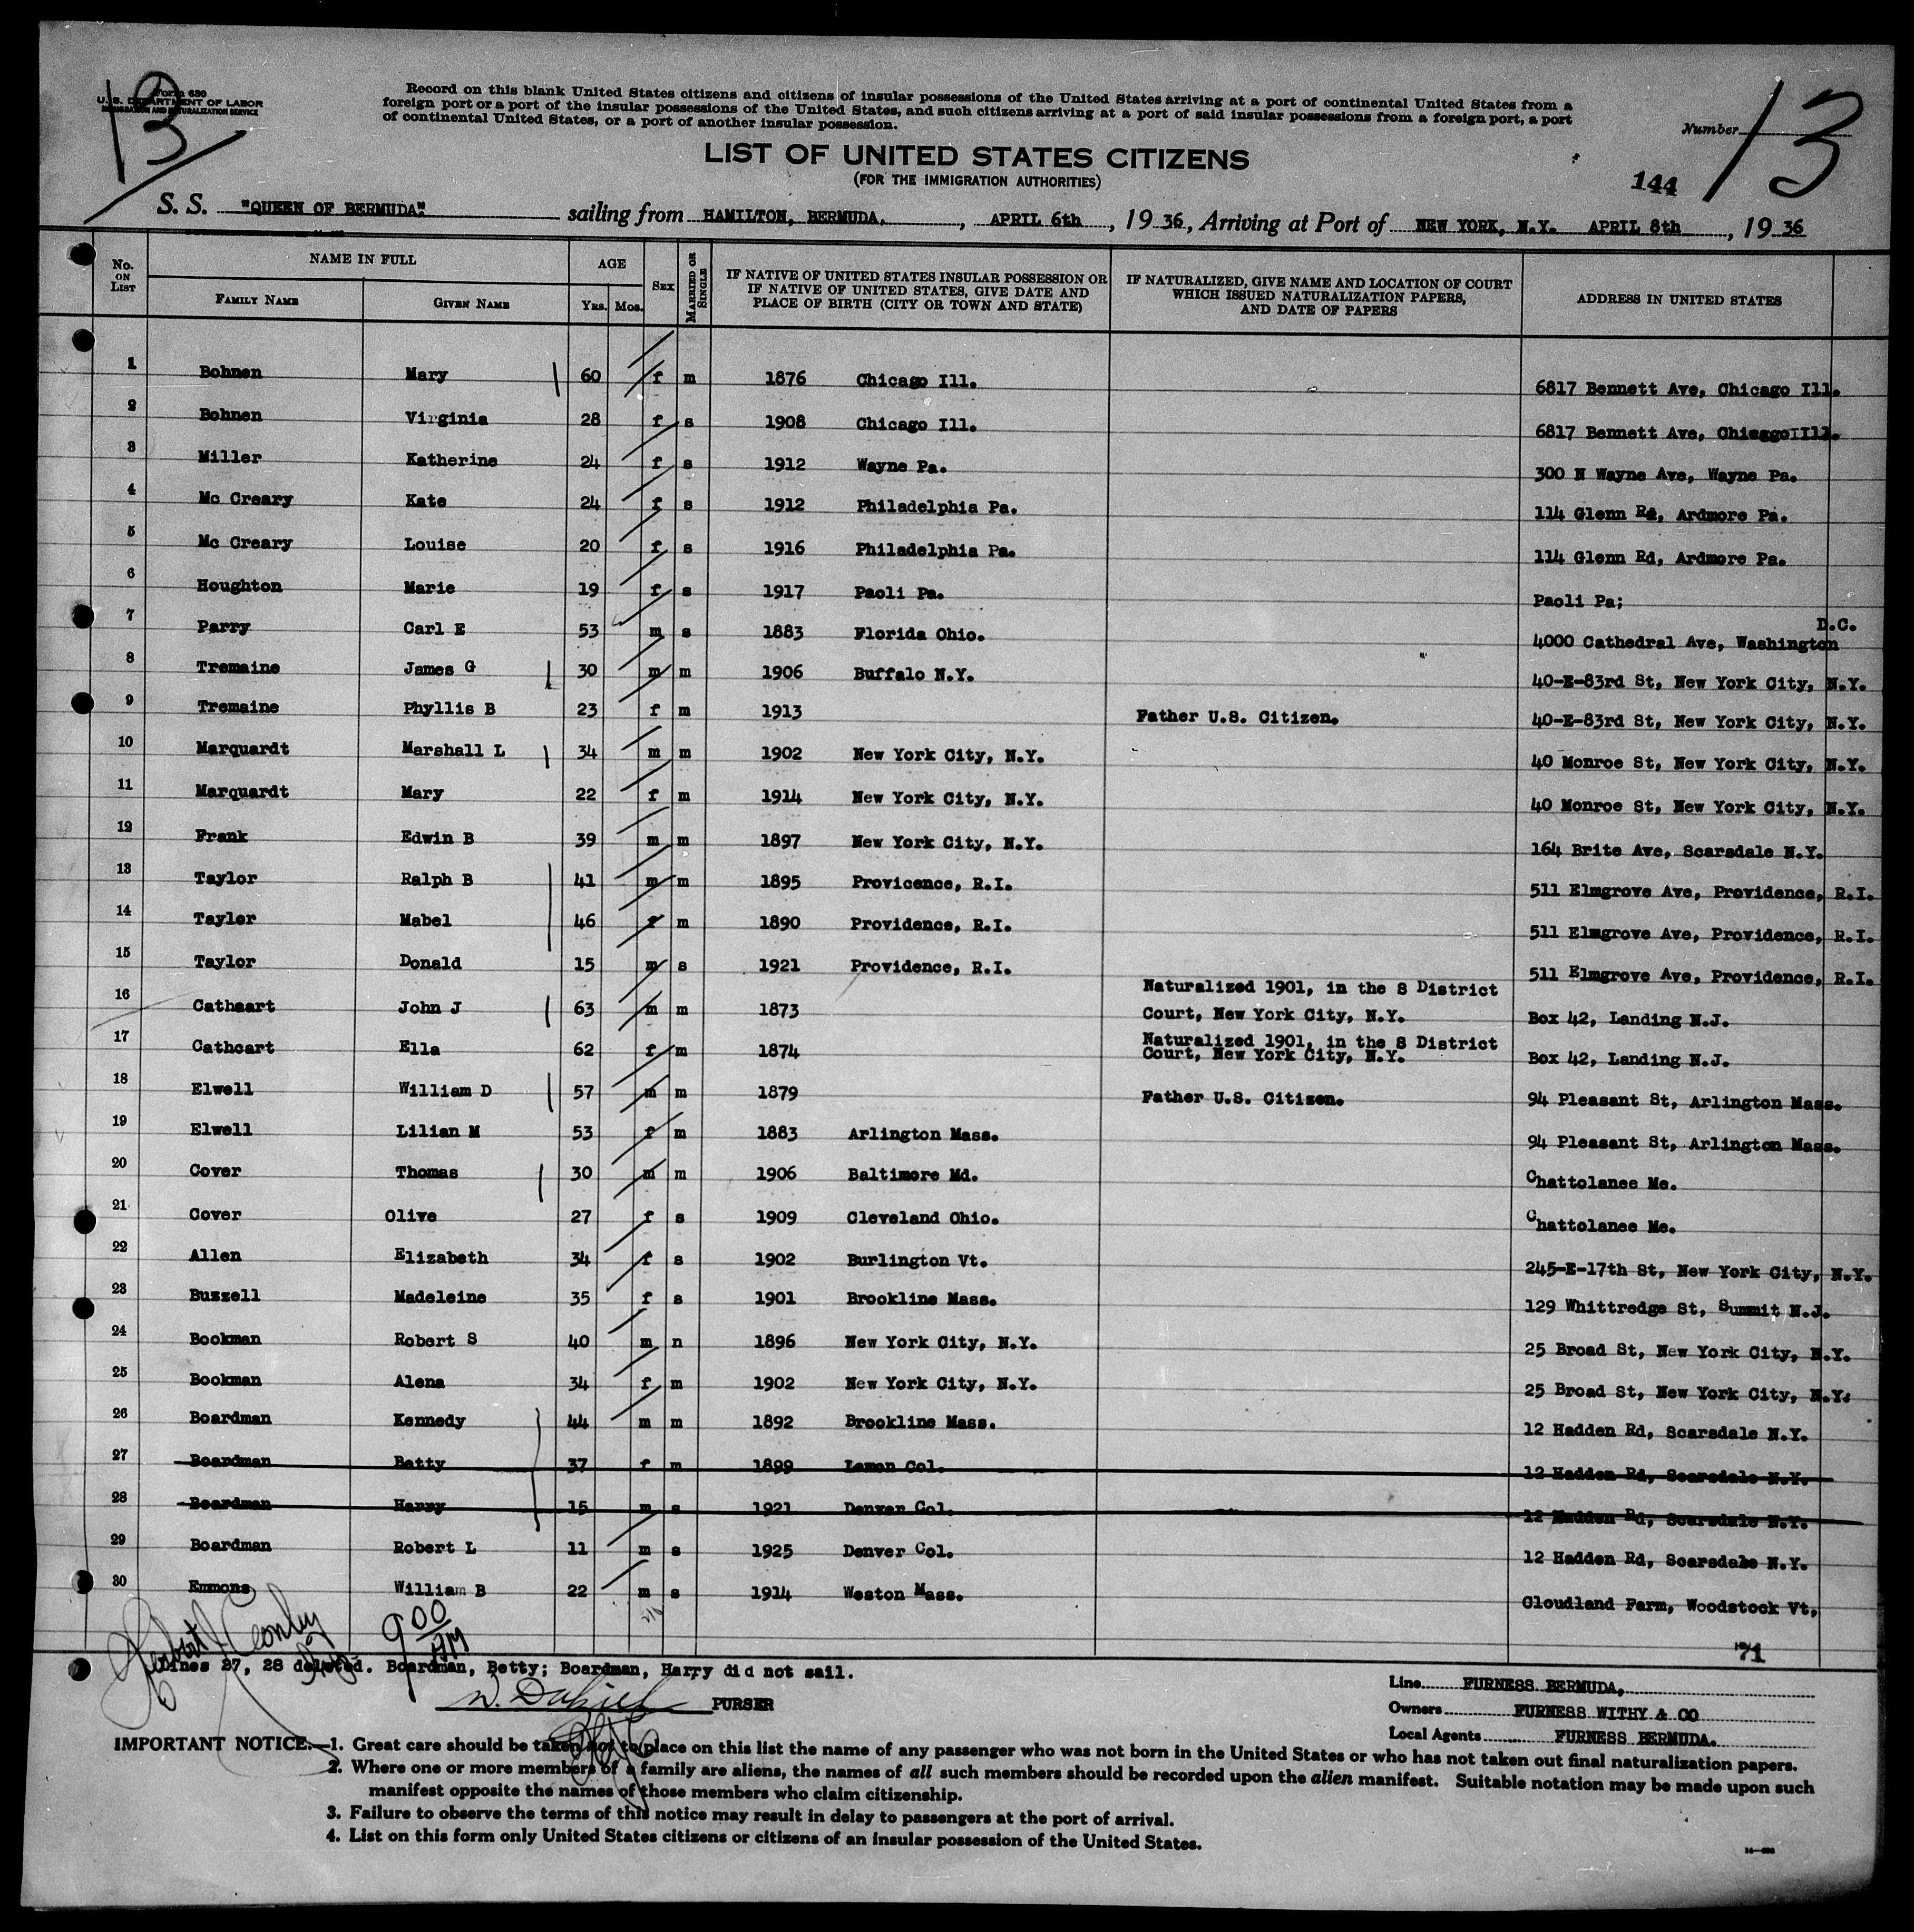 13
Form 630
U. S. DEPARTMENT OF LABOR
IMMIGRATION AND NATURALIZATION SERVICE
Record on this blank United States citizens and citizens of insular possessions of the United States arriving at a port of continental United States from a
foreign port or a port of the insular possessions of the United States, and such citizens arriving at a port of said insular possessions from a foreign port, a port
of continental United States, or a port of another insular possession.
Number 13
LIST OF UNITED STATES CITIZENS
(FOR THE IMMIGRATION AUTHORITIES)
144
S. S. "QUEEN OF BERMUDA" sailing from HAMILTON, BERMUDA, , APRIL 6th , 19 36, Arriving at Port of NEW YORK, N.Y. APRIL 8th , 19 36
No. ON LIST NAME IN FULL FAMILY NAME GIVEN NAME AGE YRS. MOS. SEX MARRIED OR SINGLE IF NATIVE OF UNITED STATES INSULAR POSSESSION OR IF NATIVE OF UNITED STATES, GIVE DATE AND PLACE OF BIRTH (CITY OR TOWN AND STATE) IF NATURALIZED, GIVE NAME AND LOCATION OF COURT WHICH ISSUED NATURALIZATION PAPERS, AND DATE OF PAPERS ADDRESS IN UNITED STATES
1 Bohnen Mary 60 f m 1876 Chicago Ill. 6817 Bennett Ave, Chicago Ill.
2 Bohnen Virginia 28 f s 1908 Chicago Ill. 6817 Bennett Ave, ChicagoIIll.
3 Miller Katherine 24 f s 1912 Wayne Pa. 300 N Wayne Ave, Wayne Pa.
4 Mc Creary Kate 24 f s 1912 Philadelphia Pa. 114 Glenn Rd, Ardmore Pa.
5 Mc Creary Louise 20 f s 1916 Philadelphia Pa. 114 Glenn Rd, Ardmore Pa.
6 Houghton Marie 19 f s 1917 Paoli Pa. Paoli Pa;
7 Parry Carl E 53 m s 1883 Florida Ohio. 4000 Cathedral Ave, Washington D.C.
8 Tremaine James G 30 m m 1906 Buffalo N.Y. 40-E-83rd St, New York City, N.Y.
9 Tremaine Phyllis B 23 f m 1913 Father U.S. Citizen. 40-E-83rd St, New York City, N.Y.
10 Marquardt Marshall L 34 m m 1902 New York City, N.Y. 40 Monroe St, New York City, N.Y.
11 Marquardt Mary 22 f m 1914 New York City, N.Y. 40 Monroe St, New York City, N.Y.
12 Frank Edwin B 39 m m 1897 New York City, N.Y. 164 Brite Ave, Scarsdale N.Y.
13 Taylor Ralph B 41 m m 1895 Provicence, R.I. 511 Elmgrove Ave, Providence, R.I.
14 Taylor Mabel 46 f m 1890 Providence, R.I. 511 Elmgrove Ave, Providence, R.I.
15 Taylor Donald 15 m s 1921 Providence, R.I. 511 Elmgrove Ave, Providence, R.I.
16 Cathaart John J 63 m m 1873 Naturalized 1901, in the S District Court, New York City, N.Y. Box 42, Landing N.J.
17 Cathcart Ella 62 f m 1874 Naturalized 1901, in the S District Court, New York City, N.Y. Box 42, Landing N.J.
18 Elwell William D 57 m m 1879 Father U.S. Citizen. 94 Pleasant St, Arlington Mass.
19 Elwell Lilian M 53 f m 1883 Arlington Mass. 94 Pleasant St, Arlington Mass.
20 Cover Thomas 30 m m 1906 Baltimore Md. Chattolanee Me.
21 Cover Olive 27 f s 1909 Cleveland Ohio. Chattolanee Me.
22 Allen Elizabeth 34 f s 1902 Burlington Vt. 245-E-17th St, New York City, N.Y.
23 Buzzell Madeleine 35 f s 1901 Brookline Mass. 129 Whittredge St, Summit N.J.
24 Bookman Robert S 40 m n 1896 New York City, N.Y. 25 Broad St, New York City, N.Y.
25 Bookman Alena 34 f m 1902 New York City, N.Y. 25 Broad St, New York City, N.Y.
26 Boardman Kennedy 44 m m 1892 Brookline Mass. 12 Hadden Rd, Scarsdale N.Y.
27 Boardman Betty 37 f m 1899 Lamon Col. 12 Hadden Rd, Scarsdale N.Y.
28 Boardman Harry 15 m s 1921 Denver Col. 12 Hadden Rd, Scarsdale N.Y.
29 Boardman Robert L 11 m s 1925 Denver Col. 12 Hadden Rd, Scarsdale N.Y.
30 Emmons William B 22 m s 1914 Weston Mass. Cloudland Farm, Woodstock Vt,
9 00 AM
71
Lines 27, 28 deleted. Boardman, Betty; Boardman, Harry did not sail.
PURSER
Line FURNESS BERMUDA,
Owners FURNESS WITHY & CO
Local Agents FURNESS BERMUDA.
IMPORTANT NOTICE.—1. Great care should be taken not to place on this list the name of any passenger who was not born in the United States or who has not taken out final naturalization papers.
2. Where one or more members of a family are aliens, the names of all such members should be recorded upon the alien manifest. Suitable notation may be made upon such
manifest opposite the names of those members who claim citizenship.
3. Failure to observe the terms of this notice may result in delay to passengers at the port of arrival.
4. List on this form only United States citizens or citizens of an insular possession of the United States.